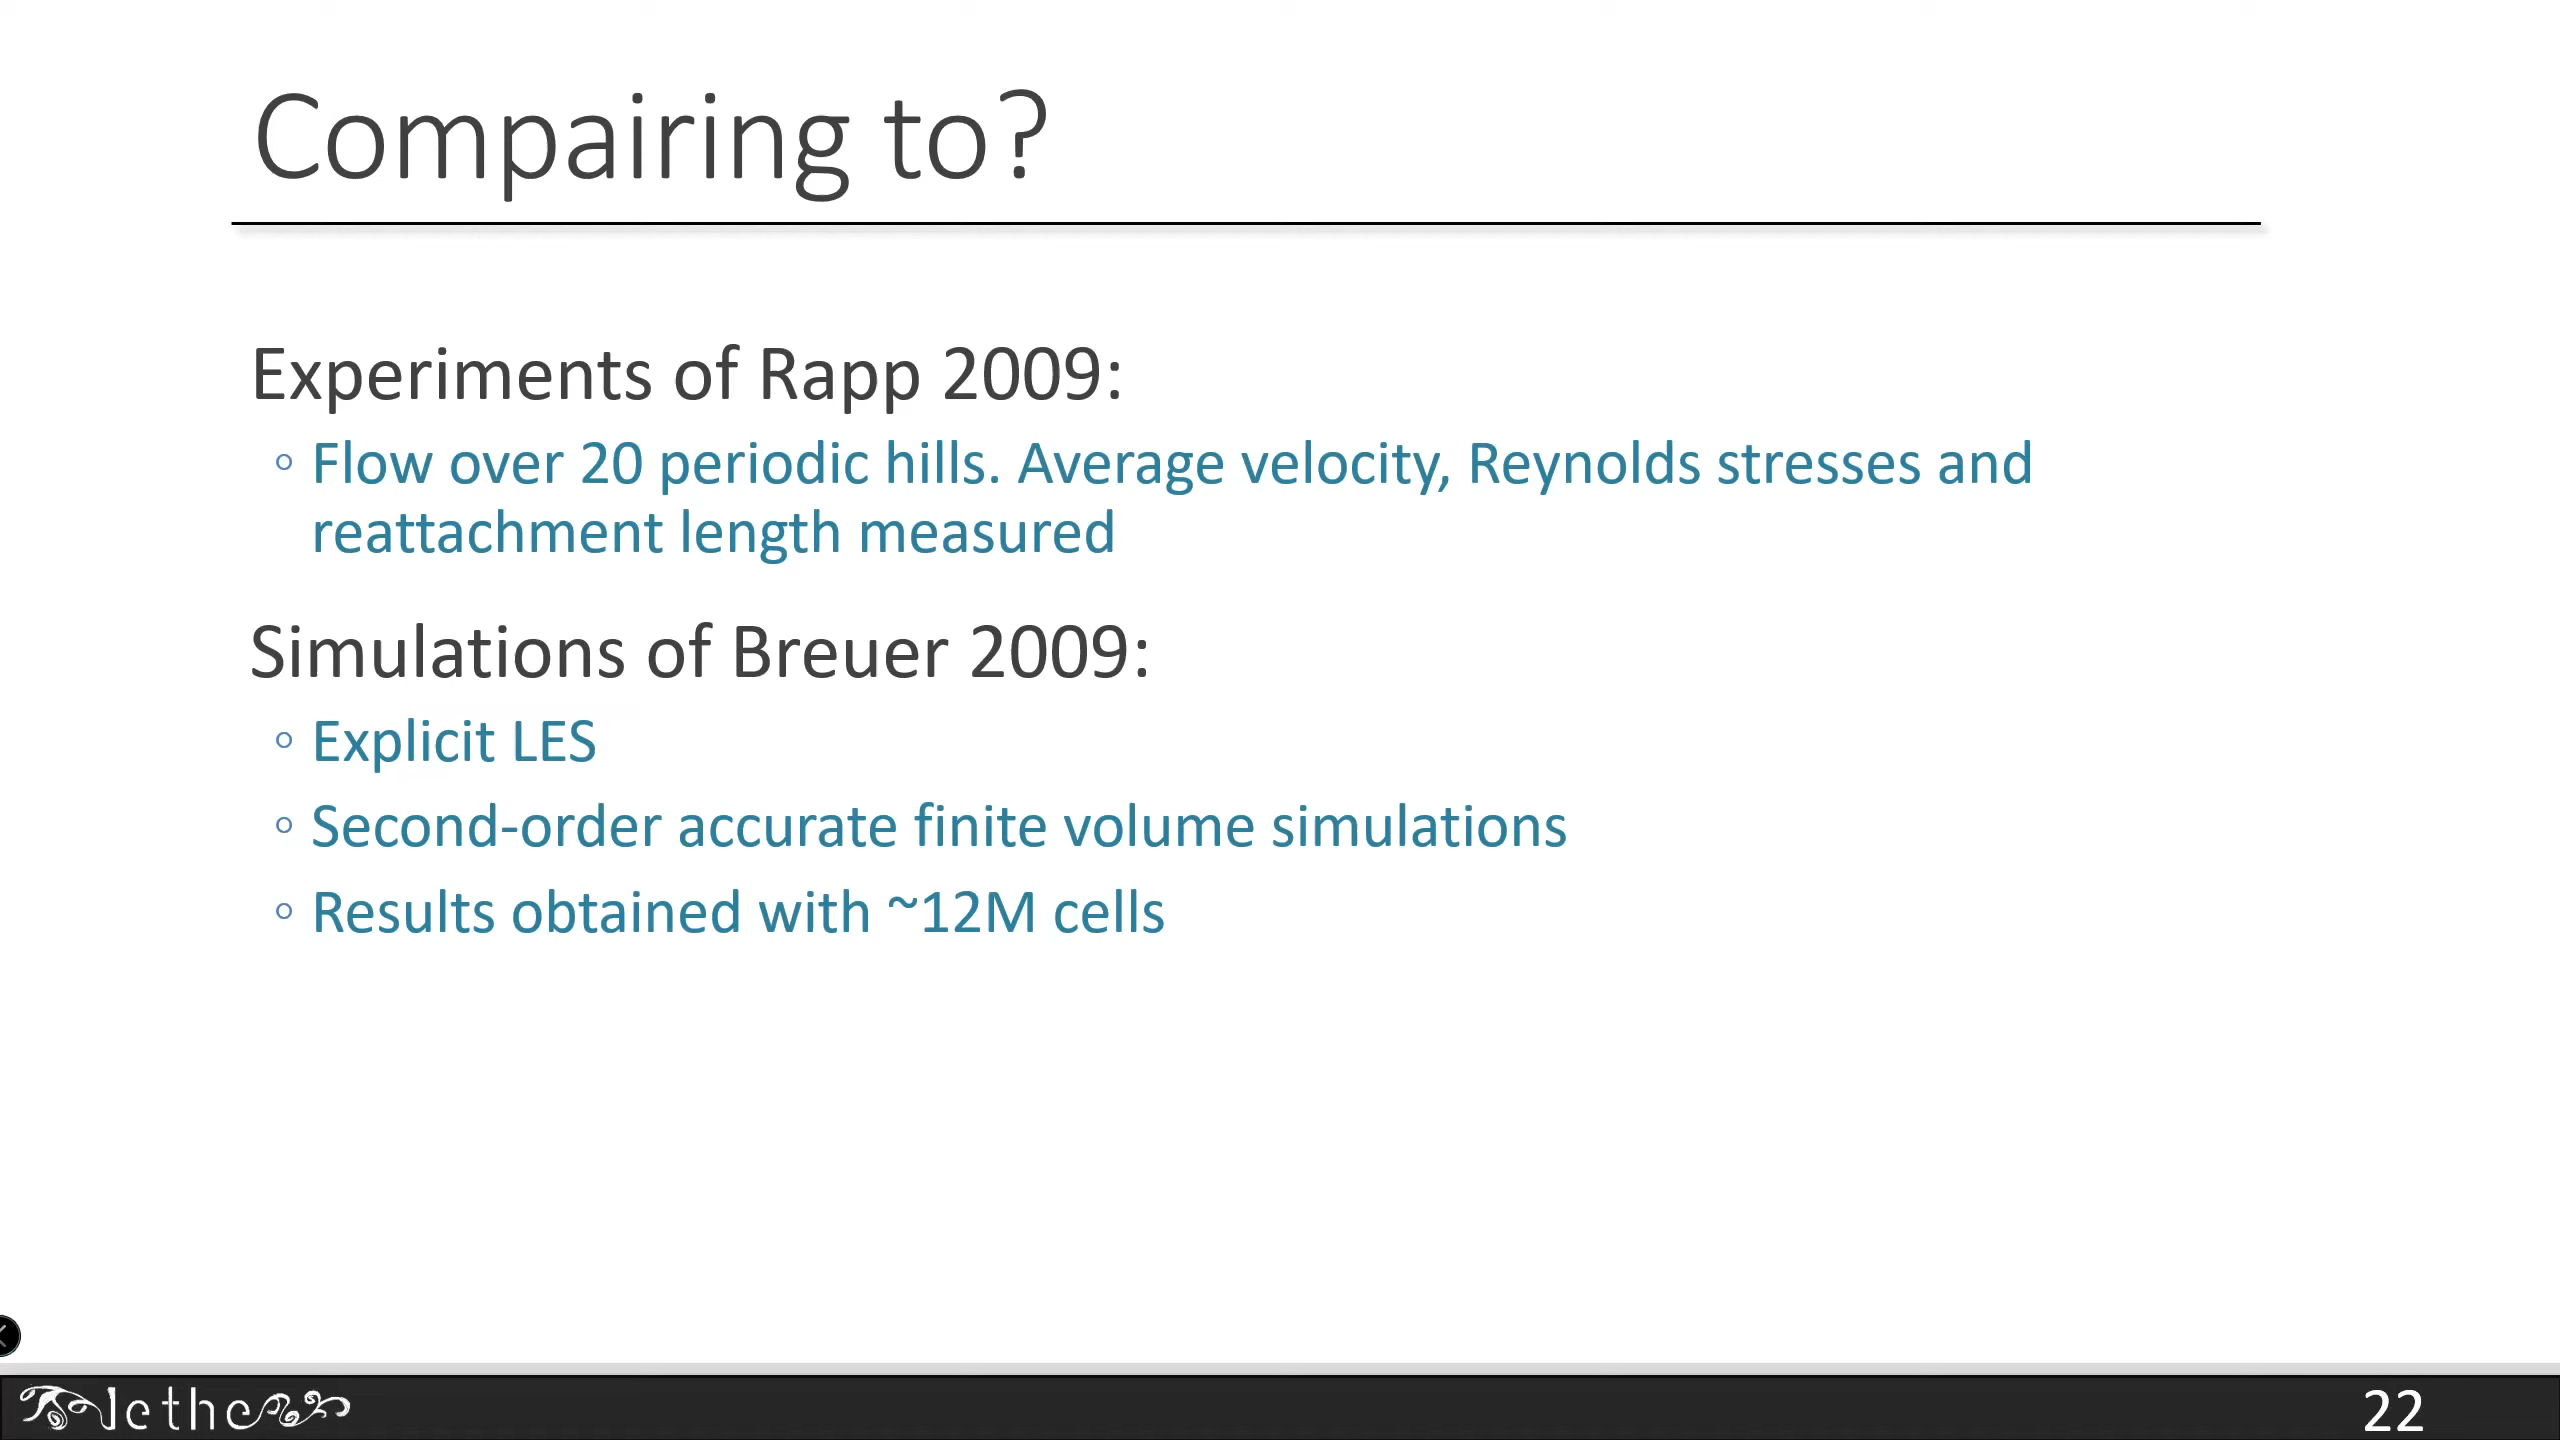 Compairing to?
Experiments of Rapp 2009:
◦ Flow over 20 periodic hills. Average velocity, Reynolds stresses and
reattachment length measured
Simulations of Breuer 2009:
◦ Explicit LES
◦ Second-order accurate finite volume simulations
◦ Results obtained with ~12M cells
lethe
22